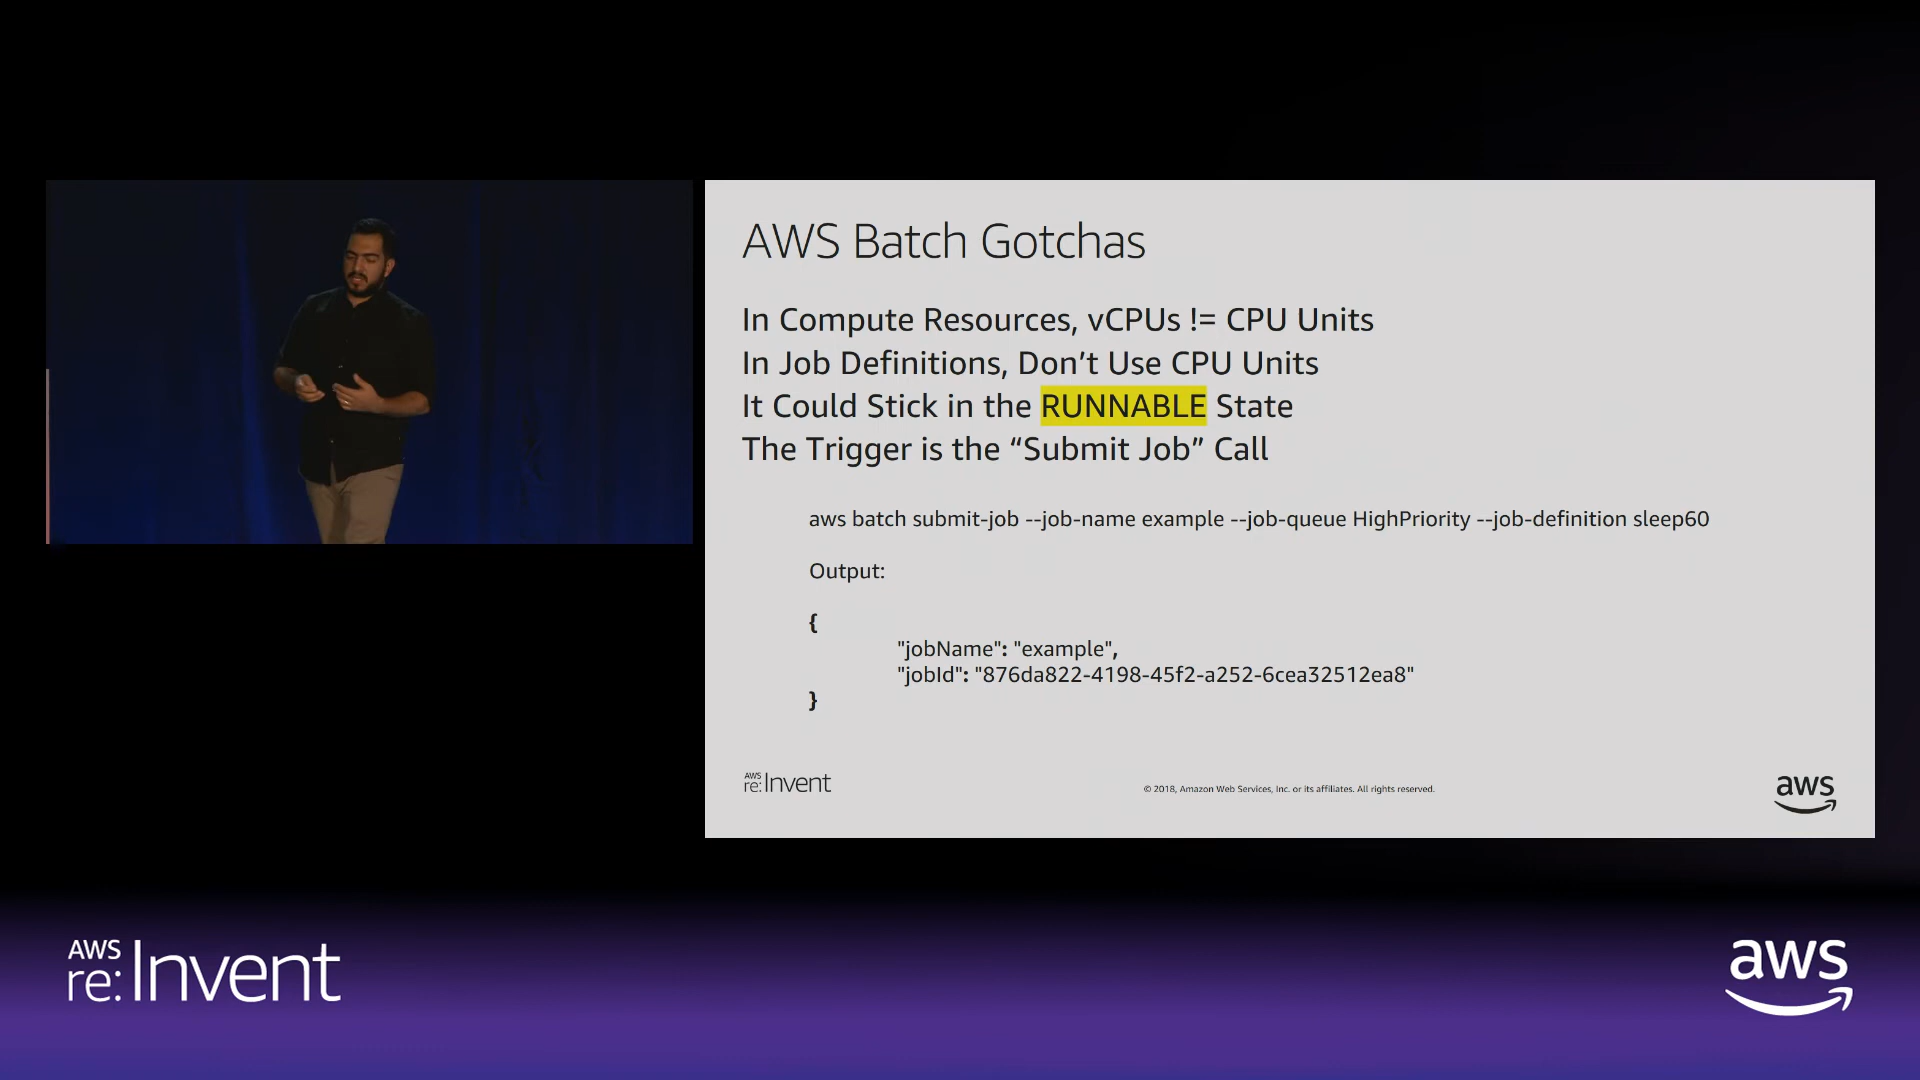 AWS Batch Gotchas
In Compute Resources, vCPUs != CPU Units
In Job Definitions, Don’t Use CPU Units
It Could Stick in the RUNNABLE State
The Trigger is the “Submit Job” Call
aws batch submit-job --job-name example --job-queue HighPriority --job-definition sleep60
Output:
{
"jobName": "example",
"jobId": "876da822-4198-45f2-a252-6cea32512ea8"
}
AWS
re:Invent
© 2018, Amazon Web Services, Inc. or its affiliates. All rights reserved.
aws
AWS
re:Invent
aws